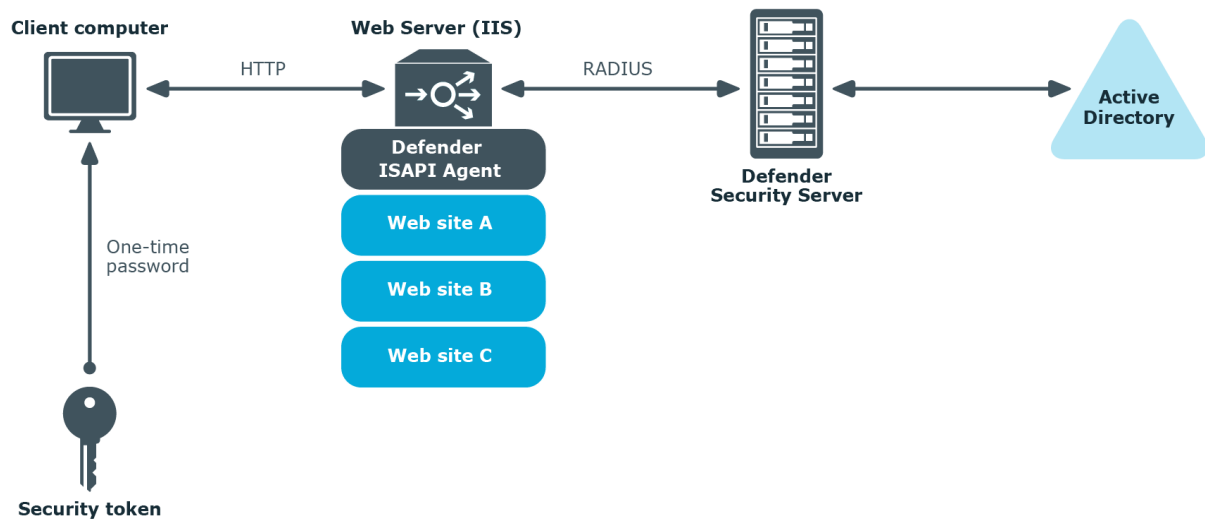 Client computer
Web Server (IIS)
HTTP
RADIUS
Active
Directory
Defender
ISAPI Agent
Defender
Security Server
Web site A
One-time
password
Web site B
Web site C
Security token